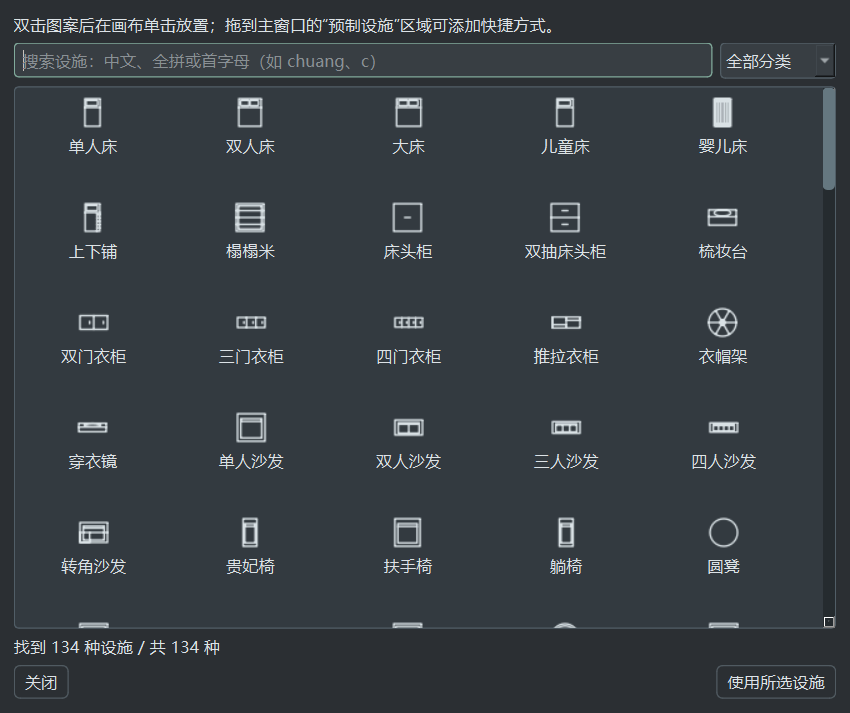 双击图案后在画布单击放置；拖到主窗口的“预制设施”区域可添加快捷方式。
搜索设施：中文、全拼或首字母（如 chuang、c） 全部分类
单人床 双人床 大床 儿童床 婴儿床
上下铺 榻榻米 床头柜 双抽床头柜 梳妆台
双门衣柜 三门衣柜 四门衣柜 推拉衣柜 衣帽架
穿衣镜 单人沙发 双人沙发 三人沙发 四人沙发
转角沙发 贵妃椅 扶手椅 躺椅 圆凳
找到 134 种设施 / 共 134 种
关闭 使用所选设施